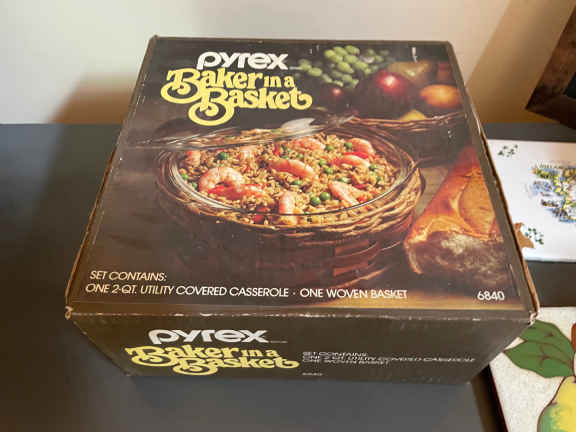 pyrex
Baker in a
Basket
SET CONTAINS:
ONE 2-QT. UTILITY COVERED CASSEROLE · ONE WOVEN BASKET
6840
pyrex
Baker in a
Basket
SET CONTAINS:
ONE 2-QT. UTILITY COVERED CASSEROLE
ONE WOVEN BASKET
6840